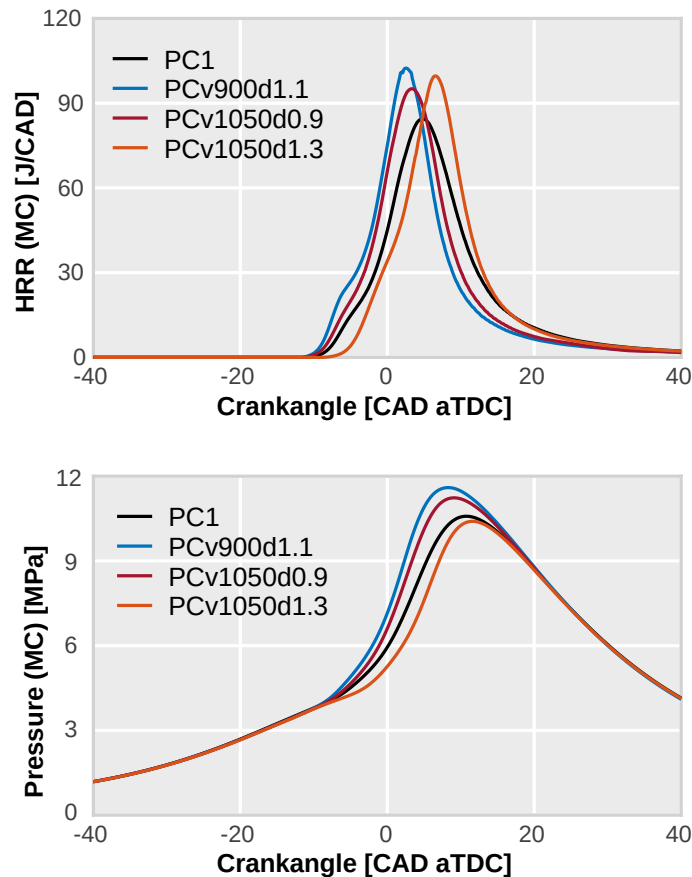 120
90
60
30
0
HRR (MC) [J/CAD]
PC1
PCv900d1.1
PCv1050d0.9
PCv1050d1.3
-40
-20
0
20
40
Crankangle [CAD aTDC]
12
9
6
3
0
Pressure (MC) [MPa]
PC1
PCv900d1.1
PCv1050d0.9
PCv1050d1.3
-40
-20
0
20
40
Crankangle [CAD aTDC]